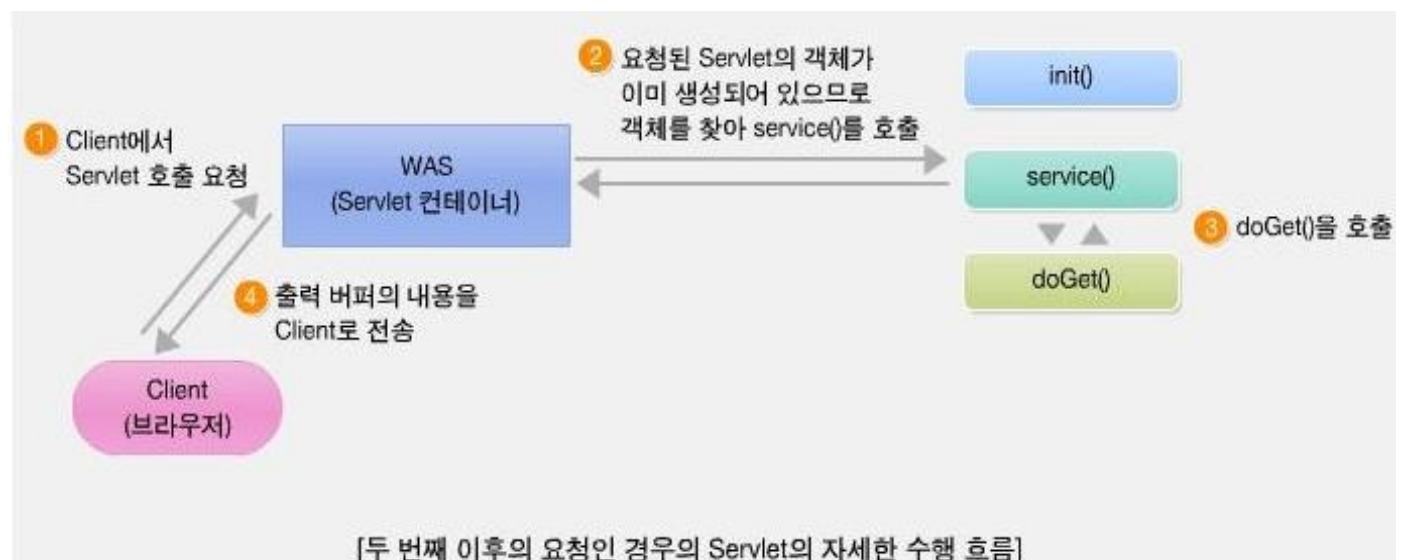 1 Client에서
Servlet 호출 요청
WAS
(Servlet 컨테이너)
2 요청된 Servlet의 객체가
이미 생성되어 있으므로
객체를 찾아 service()를 호출
init()
service()
3 doGet()을 호출
doGet()
4 출력 버퍼의 내용을
Client로 전송
Client
(브라우저)
[두 번째 이후의 요청인 경우의 Servlet의 자세한 수행 흐름]